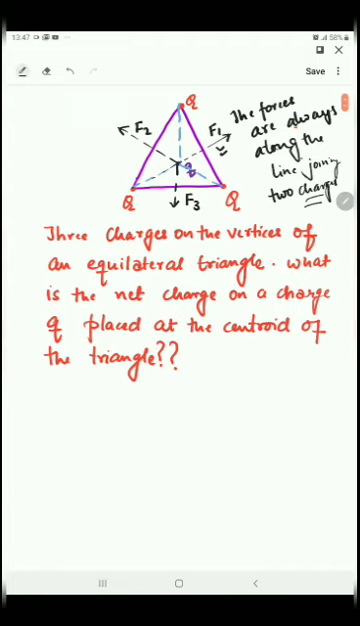 13:47
58%
Save
Q
F2
F1
q
Q
F3
Q
The forces
are always
along the
line joining
two charges
Three charges on the vertices of
an equilateral triangle. What
is the net charge on a charge
q placed at the centroid of
the triangle??